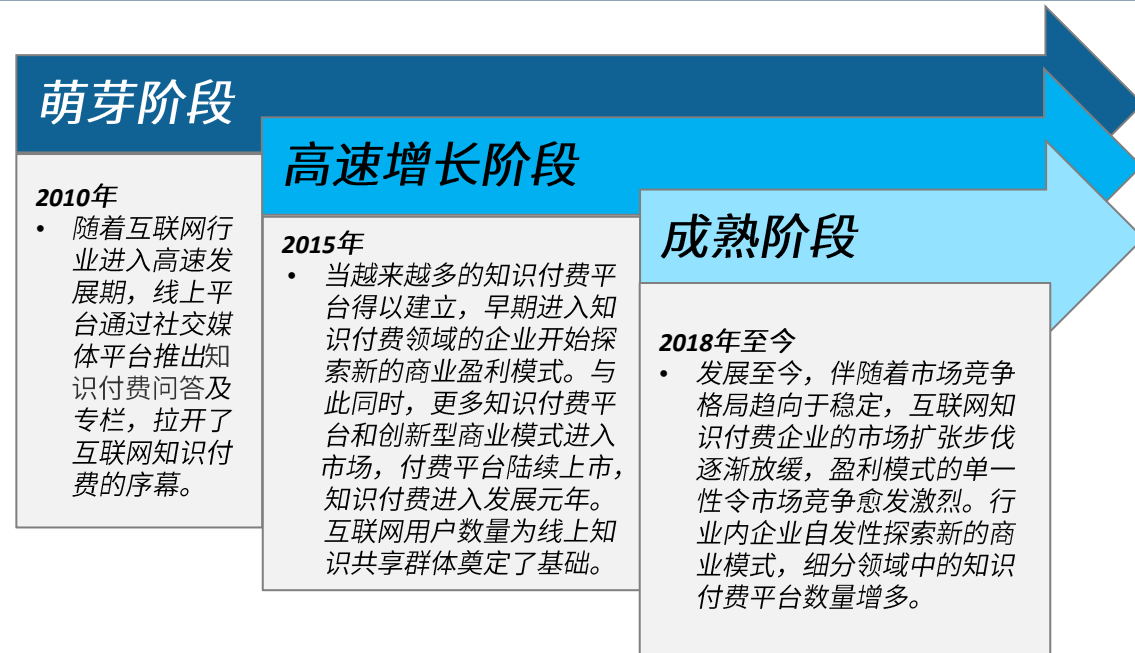 萌芽阶段
2010年
• 随着互联网行
业进入高速发
展期，线上平
台通过社交媒
体平台推出知
识付费问答及
专栏，拉开了
互联网知识付
费的序幕。
高速增长阶段
2015年
• 当越来越多的知识付费平
台得以建立，早期进入知
识付费领域的企业开始探
索新的商业盈利模式。与
此同时，更多知识付费平
台和创新型商业模式进入
市场，付费平台陆续上市，
知识付费进入发展元年。
互联网用户数量为线上知
识共享群体奠定了基础。
成熟阶段
2018年至今
• 发展至今，伴随着市场竞争
格局趋向于稳定，互联网知
识付费企业的市场扩张步伐
逐渐放缓，盈利模式的单一
性令市场竞争愈发激烈。行
业内企业自发性探索新的商
业模式，细分领域中的知识
付费平台数量增多。